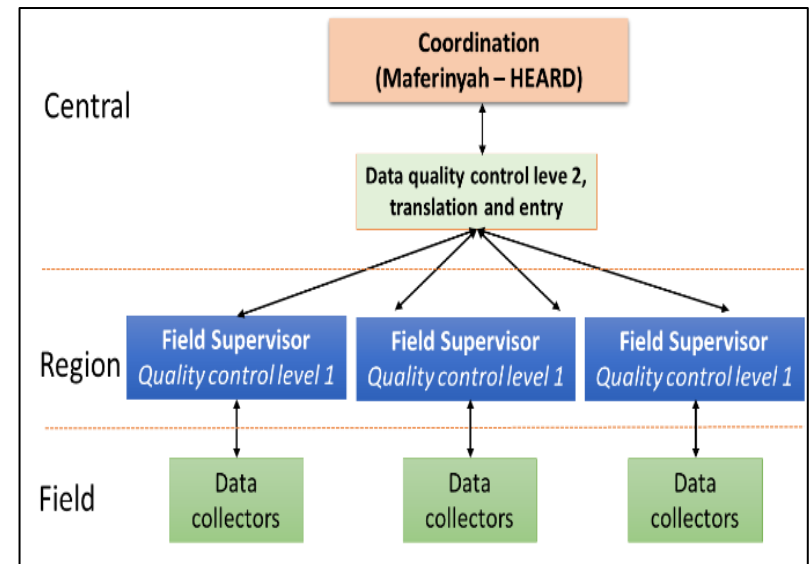 Coordination
(Maferinyah – HEARD)
Central
Data quality control leve 2,
translation and entry
Region
Field Supervisor
Quality control level 1
Field Supervisor
Quality control level 1
Field Supervisor
Quality control level 1
Field
Data
collectors
Data
collectors
Data
collectors